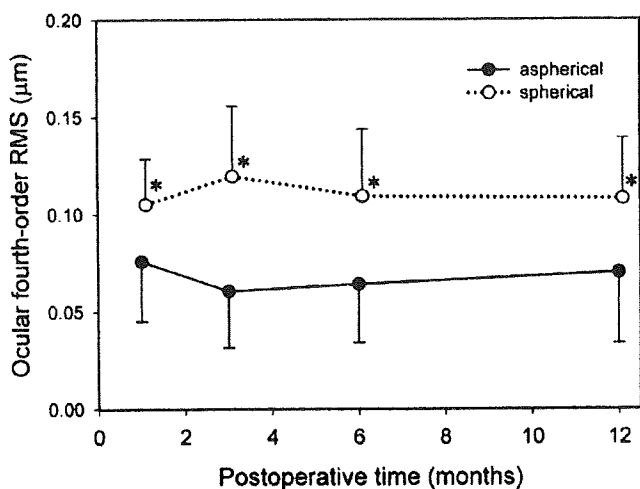 Ocular fourth-order RMS (μm)
0.20
0.15
0.10
0.05
0.00
aspherical
spherical
*
*
*
*
0 2 4 6 8 10 12
Postoperative time (months)